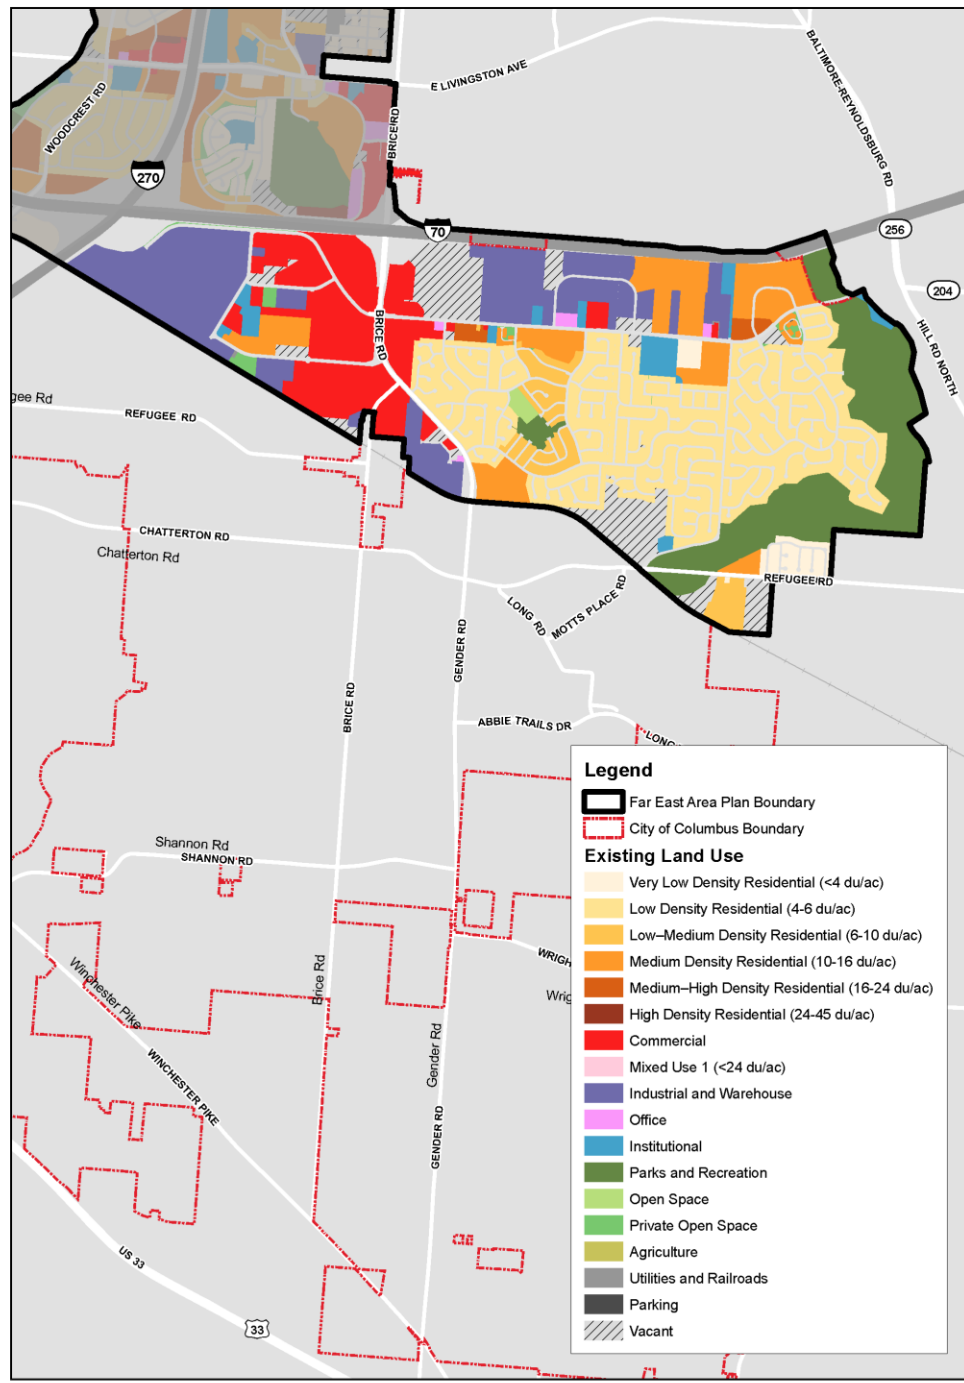 E LIVINGSTON AVE
BALTIMORE-REYNOLDSBURG RD
WOODCREST RD
BRICE RD
270
70
256
204
HILL RD NORTH
BRICE RD
gee Rd
REFUGEE RD
CHATTERTON RD
Chatterton Rd
REFUGEE RD
MOTTS PLACE RD
LONG RD
GENDER RD
BRICE RD
ABBIE TRAILS DR
LONG
Shannon Rd
SHANNON RD
WRIGH
Wrig
Winchester Pike
Brice Rd
Gender Rd
WINCHESTER PIKE
GENDER RD
US 33
33
Legend
Far East Area Plan Boundary
City of Columbus Boundary
Existing Land Use
Very Low Density Residential (<4 du/ac)
Low Density Residential (4-6 du/ac)
Low–Medium Density Residential (6-10 du/ac)
Medium Density Residential (10-16 du/ac)
Medium–High Density Residential (16-24 du/ac)
High Density Residential (24-45 du/ac)
Commercial
Mixed Use 1 (<24 du/ac)
Industrial and Warehouse
Office
Institutional
Parks and Recreation
Open Space
Private Open Space
Agriculture
Utilities and Railroads
Parking
Vacant